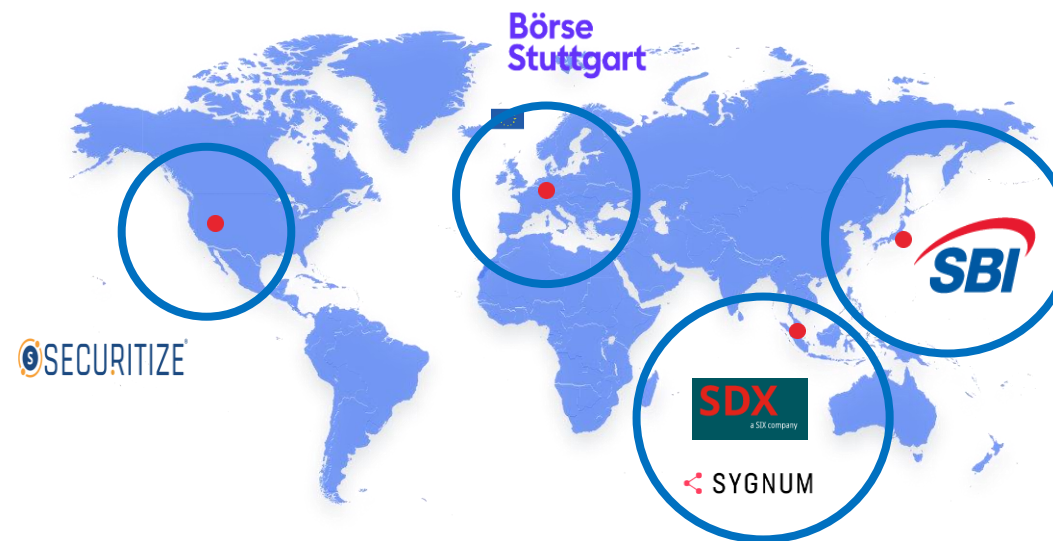 Börse
Stuttgart
SBI
S
SECURITIZE
SDX
a SIX company
SYGNUM